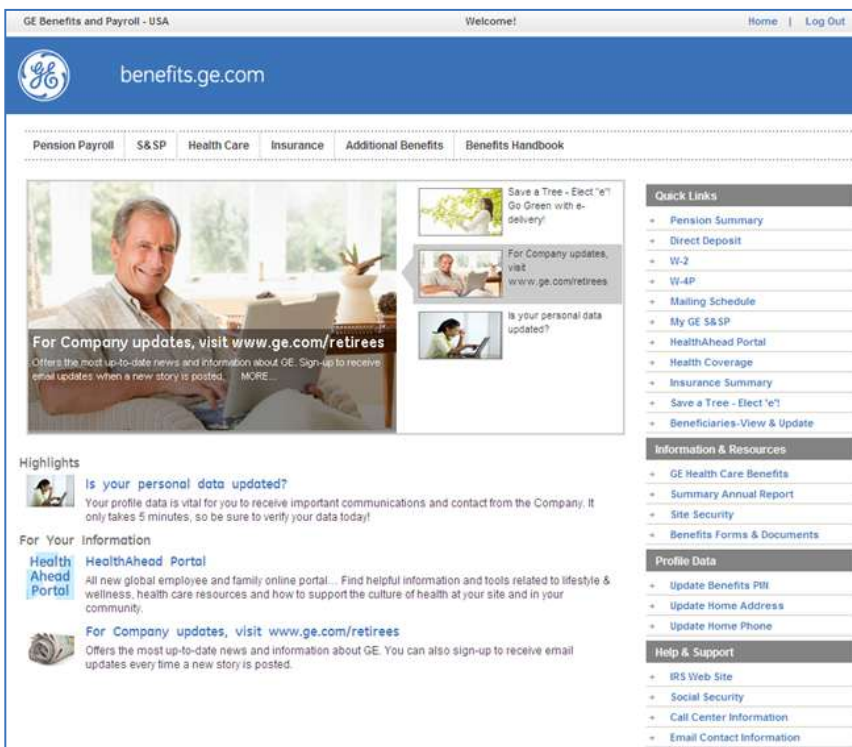 GE Benefits and Payroll - USA
Welcome!
Home | Log Out
GE
benefits.ge.com
Pension Payroll
S&SP
Health Care
Insurance
Additional Benefits
Benefits Handbook
For Company updates, visit www.ge.com/retirees
Offers the most up-to-date news and information about GE. Sign-up to receive
email updates when a new story is posted. MORE...
Save a Tree - Elect "e"!
Go Green with e-
delivery!
For Company updates,
visit
www.ge.com/retirees
Is your personal data
updated?
Highlights
Is your personal data updated?
Your profile data is vital for you to receive important communications and contact from the Company. It
only takes 5 minutes, so be sure to verify your data today!
For Your Information
Health
Ahead
Portal
HealthAhead Portal
All new global employee and family online portal... Find helpful information and tools related to lifestyle &
wellness, health care resources and how to support the culture of health at your site and in your
community.
For Company updates, visit www.ge.com/retirees
Offers the most up-to-date news and information about GE. You can also sign-up to receive email
updates every time a new story is posted.
Quick Links
Pension Summary
Direct Deposit
W-2
W-4P
Mailing Schedule
My GE S&SP
HealthAhead Portal
Health Coverage
Insurance Summary
Save a Tree - Elect 'e'!
Beneficiaries-View & Update
Information & Resources
GE Health Care Benefits
Summary Annual Report
Site Security
Benefits Forms & Documents
Profile Data
Update Benefits PIN
Update Home Address
Update Home Phone
Help & Support
IRS Web Site
Social Security
Call Center Information
Email Contact Information